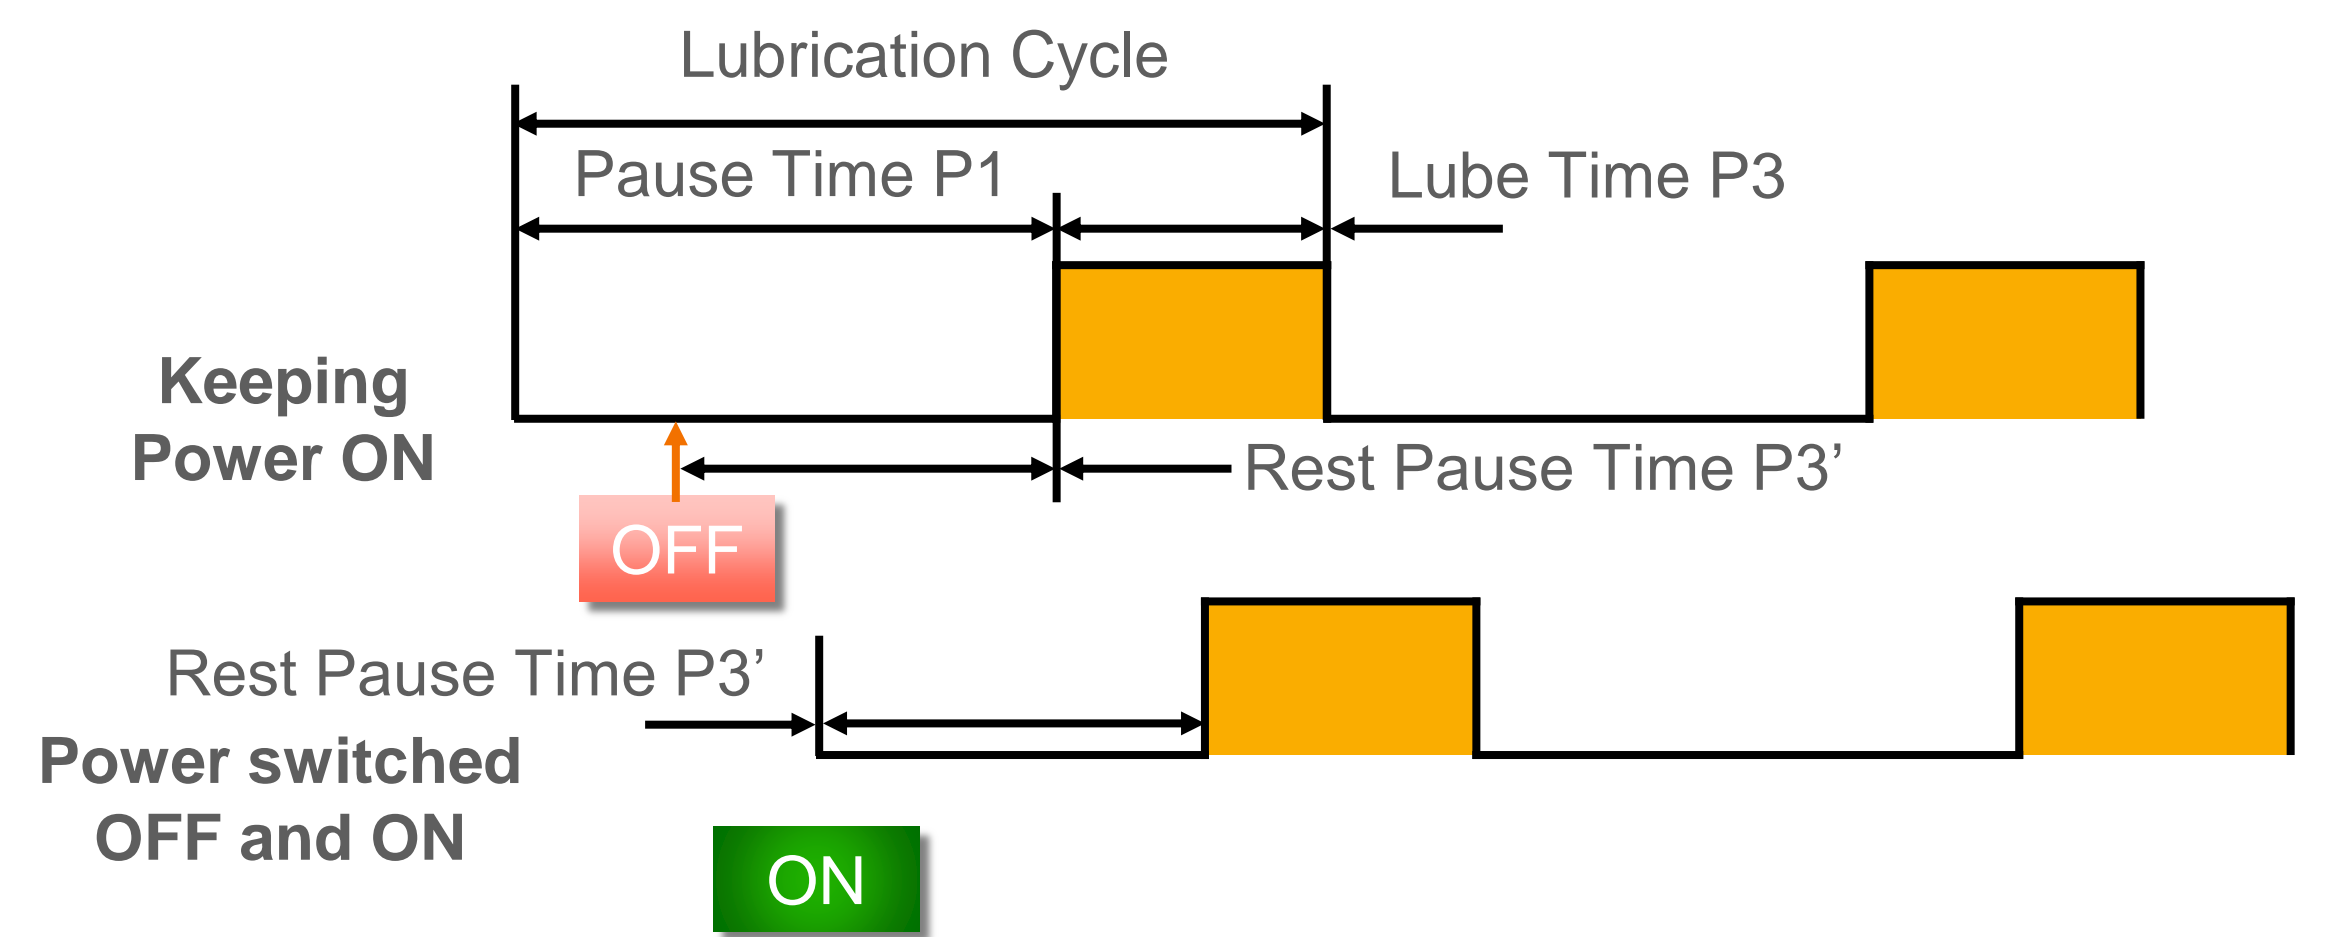 Lubrication Cycle
Pause Time P1
Lube Time P3
Keeping
Power ON
Rest Pause Time P3’
OFF
Rest Pause Time P3’
Power switched
OFF and ON
ON